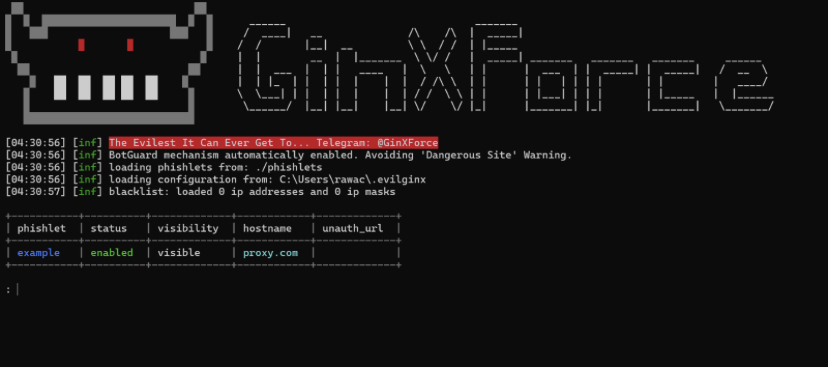 GinXForce
[04:30:56] [inf] The Evilest It Can Ever Get To... Telegram: @GinXForce
[04:30:56] [inf] BotGuard mechanism automatically enabled. Avoiding 'Dangerous Site' Warning.
[04:30:56] [inf] loading phishlets from: ./phishlets
[04:30:56] [inf] loading configuration from: C:\Users\rawac\.evilginx
[04:30:57] [inf] blacklist: loaded 0 ip addresses and 0 ip masks
| phishlet | status | visibility | hostname | unauth_url |
| example | enabled | visible | proxy.com | |
: